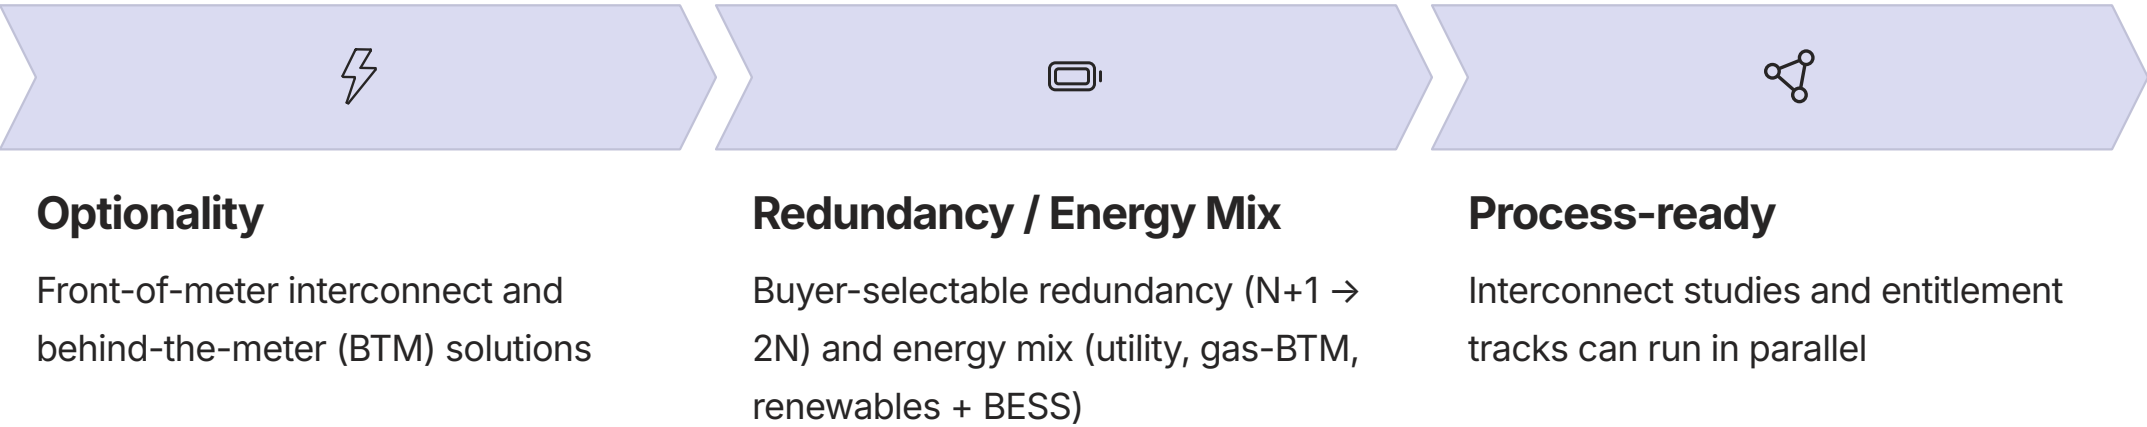 Optionality
Front-of-meter interconnect and
behind-the-meter (BTM) solutions
Redundancy / Energy Mix
Buyer-selectable redundancy (N+1 →
2N) and energy mix (utility, gas-BTM,
renewables + BESS)
Process-ready
Interconnect studies and entitlement
tracks can run in parallel